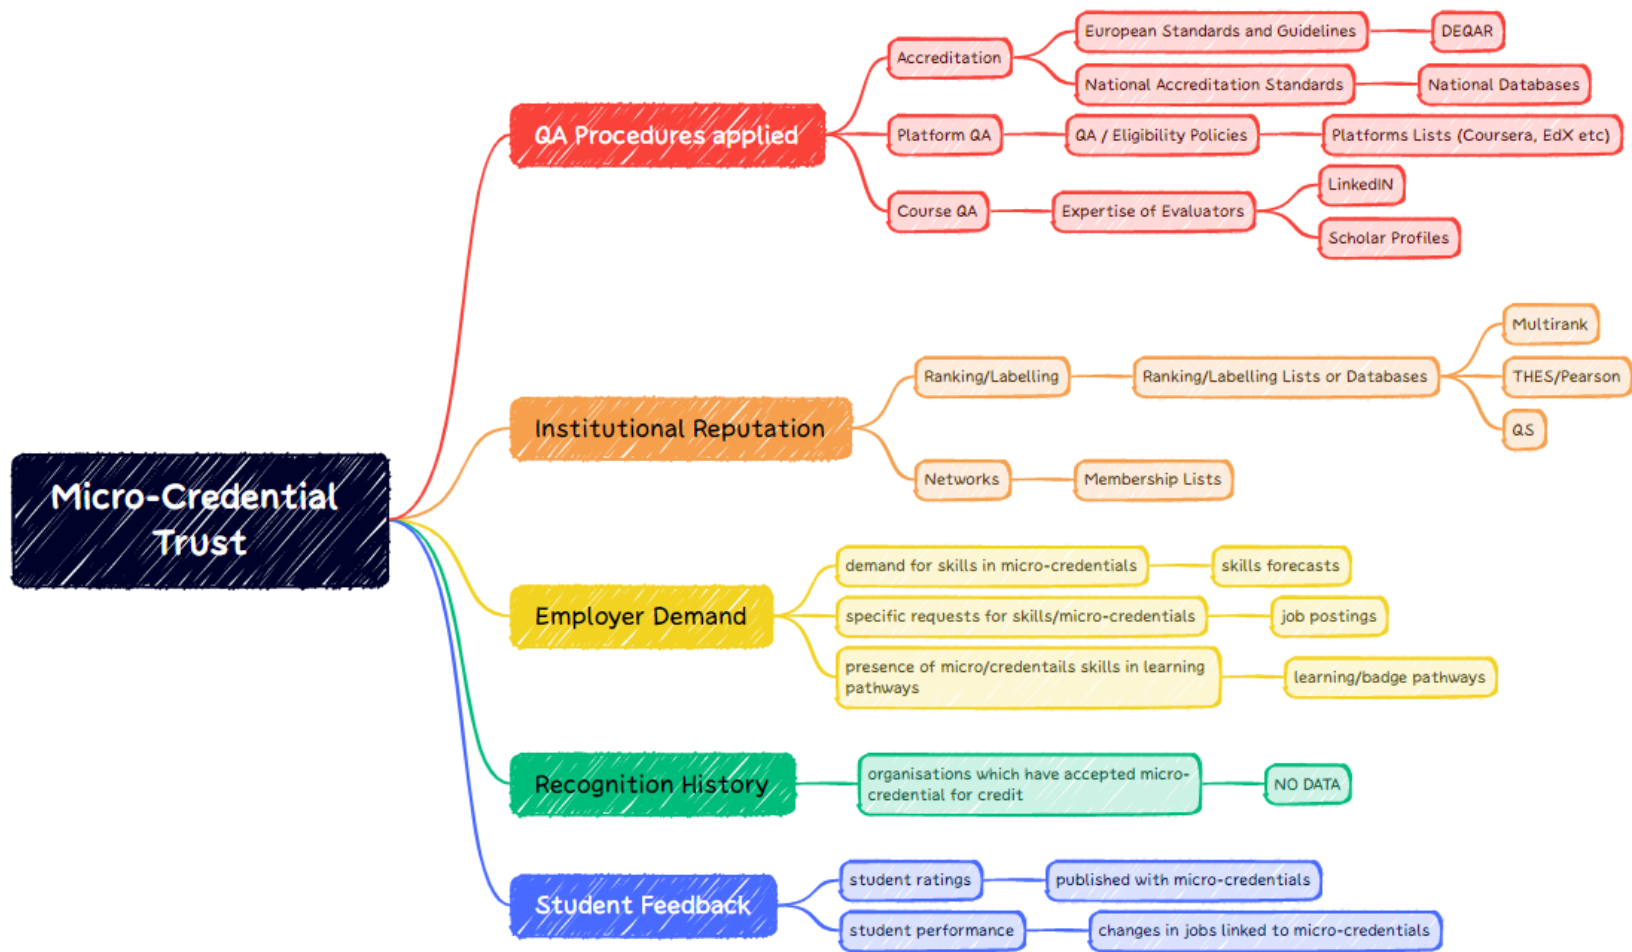 Micro-Credential
Trust
QA Procedures applied
Accreditation
European Standards and Guidelines
DEQAR
National Accreditation Standards
National Databases
Platform QA
QA / Eligibility Policies
Platforms Lists (Coursera, EdX etc)
Course QA
Expertise of Evaluators
LinkedIN
Scholar Profiles
Institutional Reputation
Ranking/Labelling
Ranking/Labelling Lists or Databases
Multirank
THES/Pearson
QS
Networks
Membership Lists
Employer Demand
demand for skills in micro-credentials
skills forecasts
specific requests for skills/micro-credentials
job postings
presence of micro/credentails skills in learning
pathways
learning/badge pathways
Recognition History
organisations which have accepted micro-
credential for credit
NO DATA
Student Feedback
student ratings
published with micro-credentials
student performance
changes in jobs linked to micro-credentials